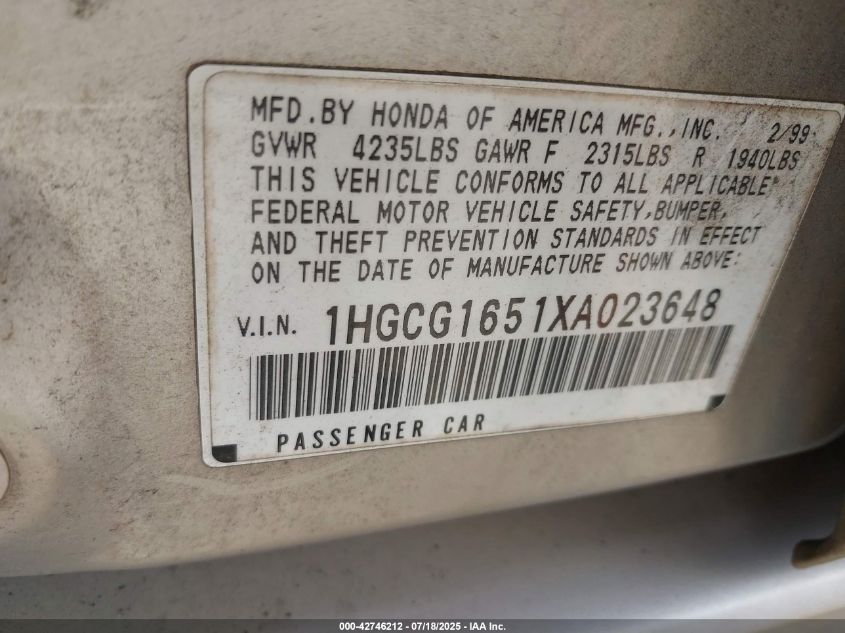 MFD.BY HONDA OF AMERICA MFG.,INC. 2/99
GVWR 4235LBS GAWR F 2315LBS R 1940LBS
THIS VEHICLE CONFORMS TO ALL APPLICABLE
FEDERAL MOTOR VEHICLE SAFETY,BUMPER,
AND THEFT PREVENTION STANDARDS IN EFFECT
ON THE DATE OF MANUFACTURE SHOWN ABOVE:
V.I.N. 1HGCG1651XA023648
PASSENGER CAR
000-42746212 - 07/18/2025 - IAA Inc.